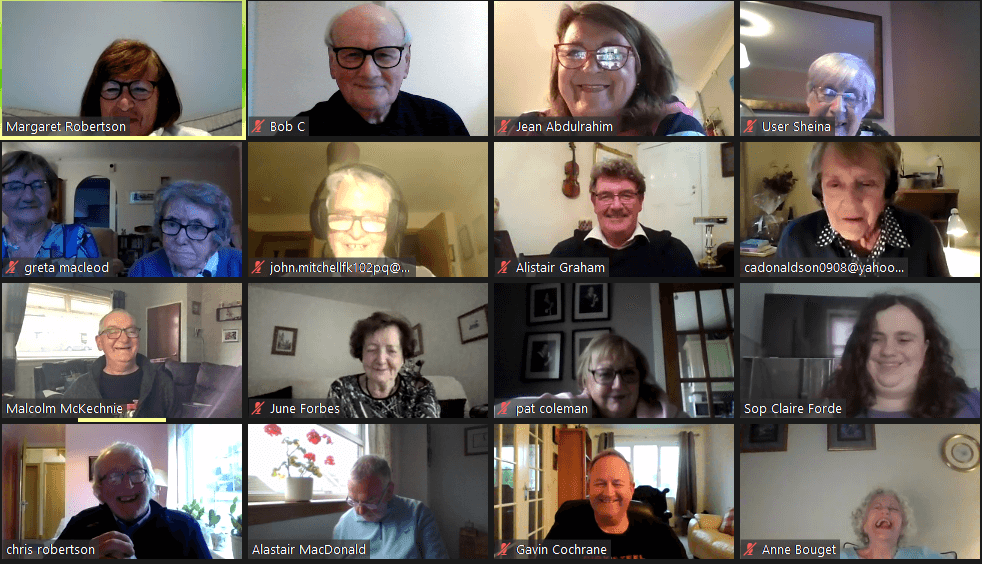 Margaret Robertson
Bob C
Jean Abdulrahim
User Sheina
greta macleod
john.mitchellfk102pq@...
Alistair Graham
cadonaldson0908@yahoo...
Malcolm McKechnie
June Forbes
pat coleman
Sop Claire Forde
chris robertson
Alastair MacDonald
Gavin Cochrane
Anne Bouget